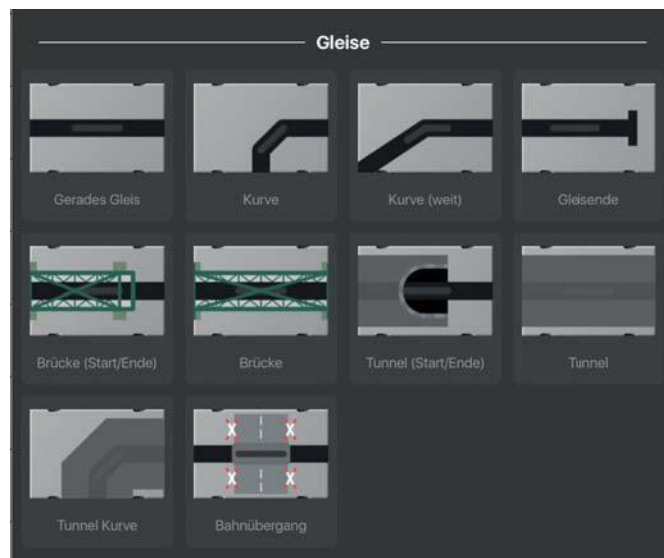 Gleise
Gerades Gleis
Kurve
Kurve (weit)
Gleisende
Brücke (Start/Ende)
Brücke
Tunnel (Start/Ende)
Tunnel
Tunnel Kurve
Bahnübergang